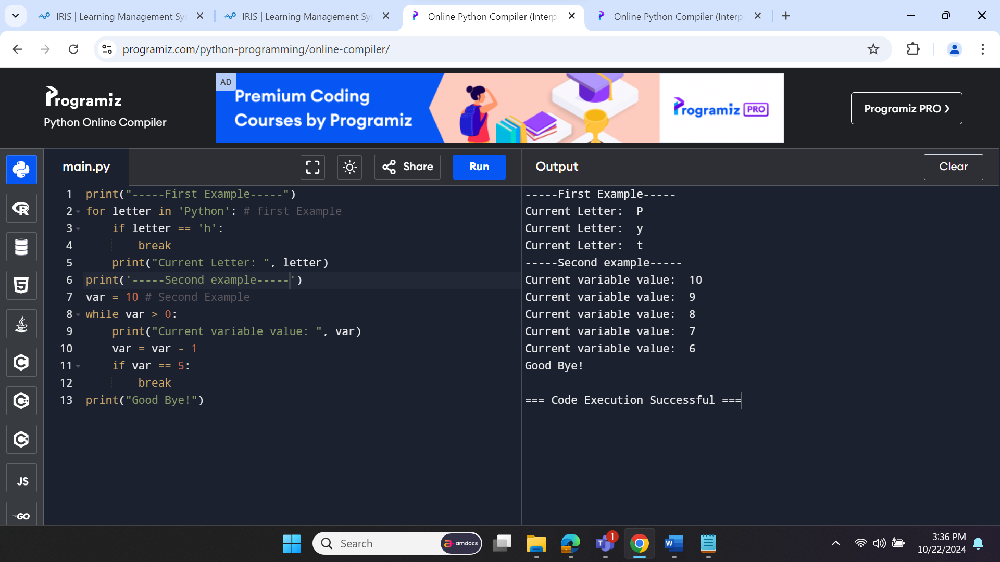 IRIS | Learning Management Sys
IRIS | Learning Management Sys
Online Python Compiler (Interp
Online Python Compiler (Interp
programiz.com/python-programming/online-compiler/
Programiz
Python Online Compiler
AD
Premium Coding
Courses by Programiz
Programiz PRO
Programiz PRO ❯
main.py
Share
Run
Output
Clear
1 print("-----First Example-----")
2 for letter in 'Python': # first Example
3     if letter == 'h':
4         break
5     print("Current Letter: ", letter)
6 print('-----Second example-----')
7 var = 10 # Second Example
8 while var > 0:
9     print("Current variable value: ", var)
10     var = var - 1
11     if var == 5:
12         break
13 print("Good Bye!")
-----First Example-----
Current Letter:  P
Current Letter:  y
Current Letter:  t
-----Second example-----
Current variable value:  10
Current variable value:  9
Current variable value:  8
Current variable value:  7
Current variable value:  6
Good Bye!
=== Code Execution Successful ===
R
5
C
C++
C#
JS
GO
Search
amdocs
T
1
W
3:36 PM
10/22/2024